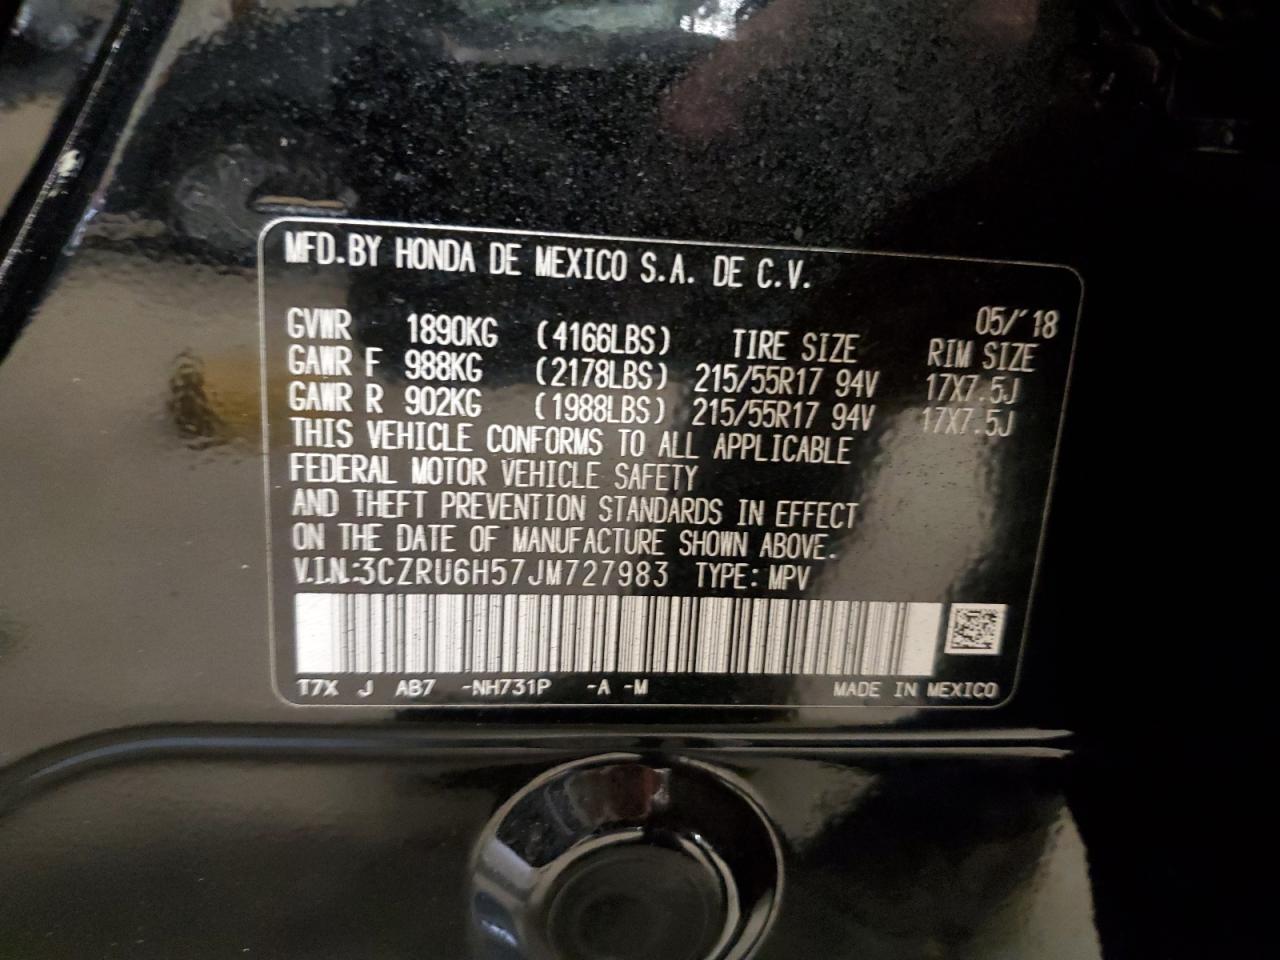 MFD.BY HONDA DE MEXICO S.A. DE C.V.
05/'18
GVWR 1890KG (4166LBS) TIRE SIZE RIM SIZE
GAWR F 988KG (2178LBS) 215/55R17 94V 17X7.5J
GAWR R 902KG (1988LBS) 215/55R17 94V 17X7.5J
THIS VEHICLE CONFORMS TO ALL APPLICABLE
FEDERAL MOTOR VEHICLE SAFETY
AND THEFT PREVENTION STANDARDS IN EFFECT
ON THE DATE OF MANUFACTURE SHOWN ABOVE.
V.I.N.:3CZRU6H57JM727983 TYPE: MPV
T7X J AB7 -NH731P -A -M MADE IN MEXICO